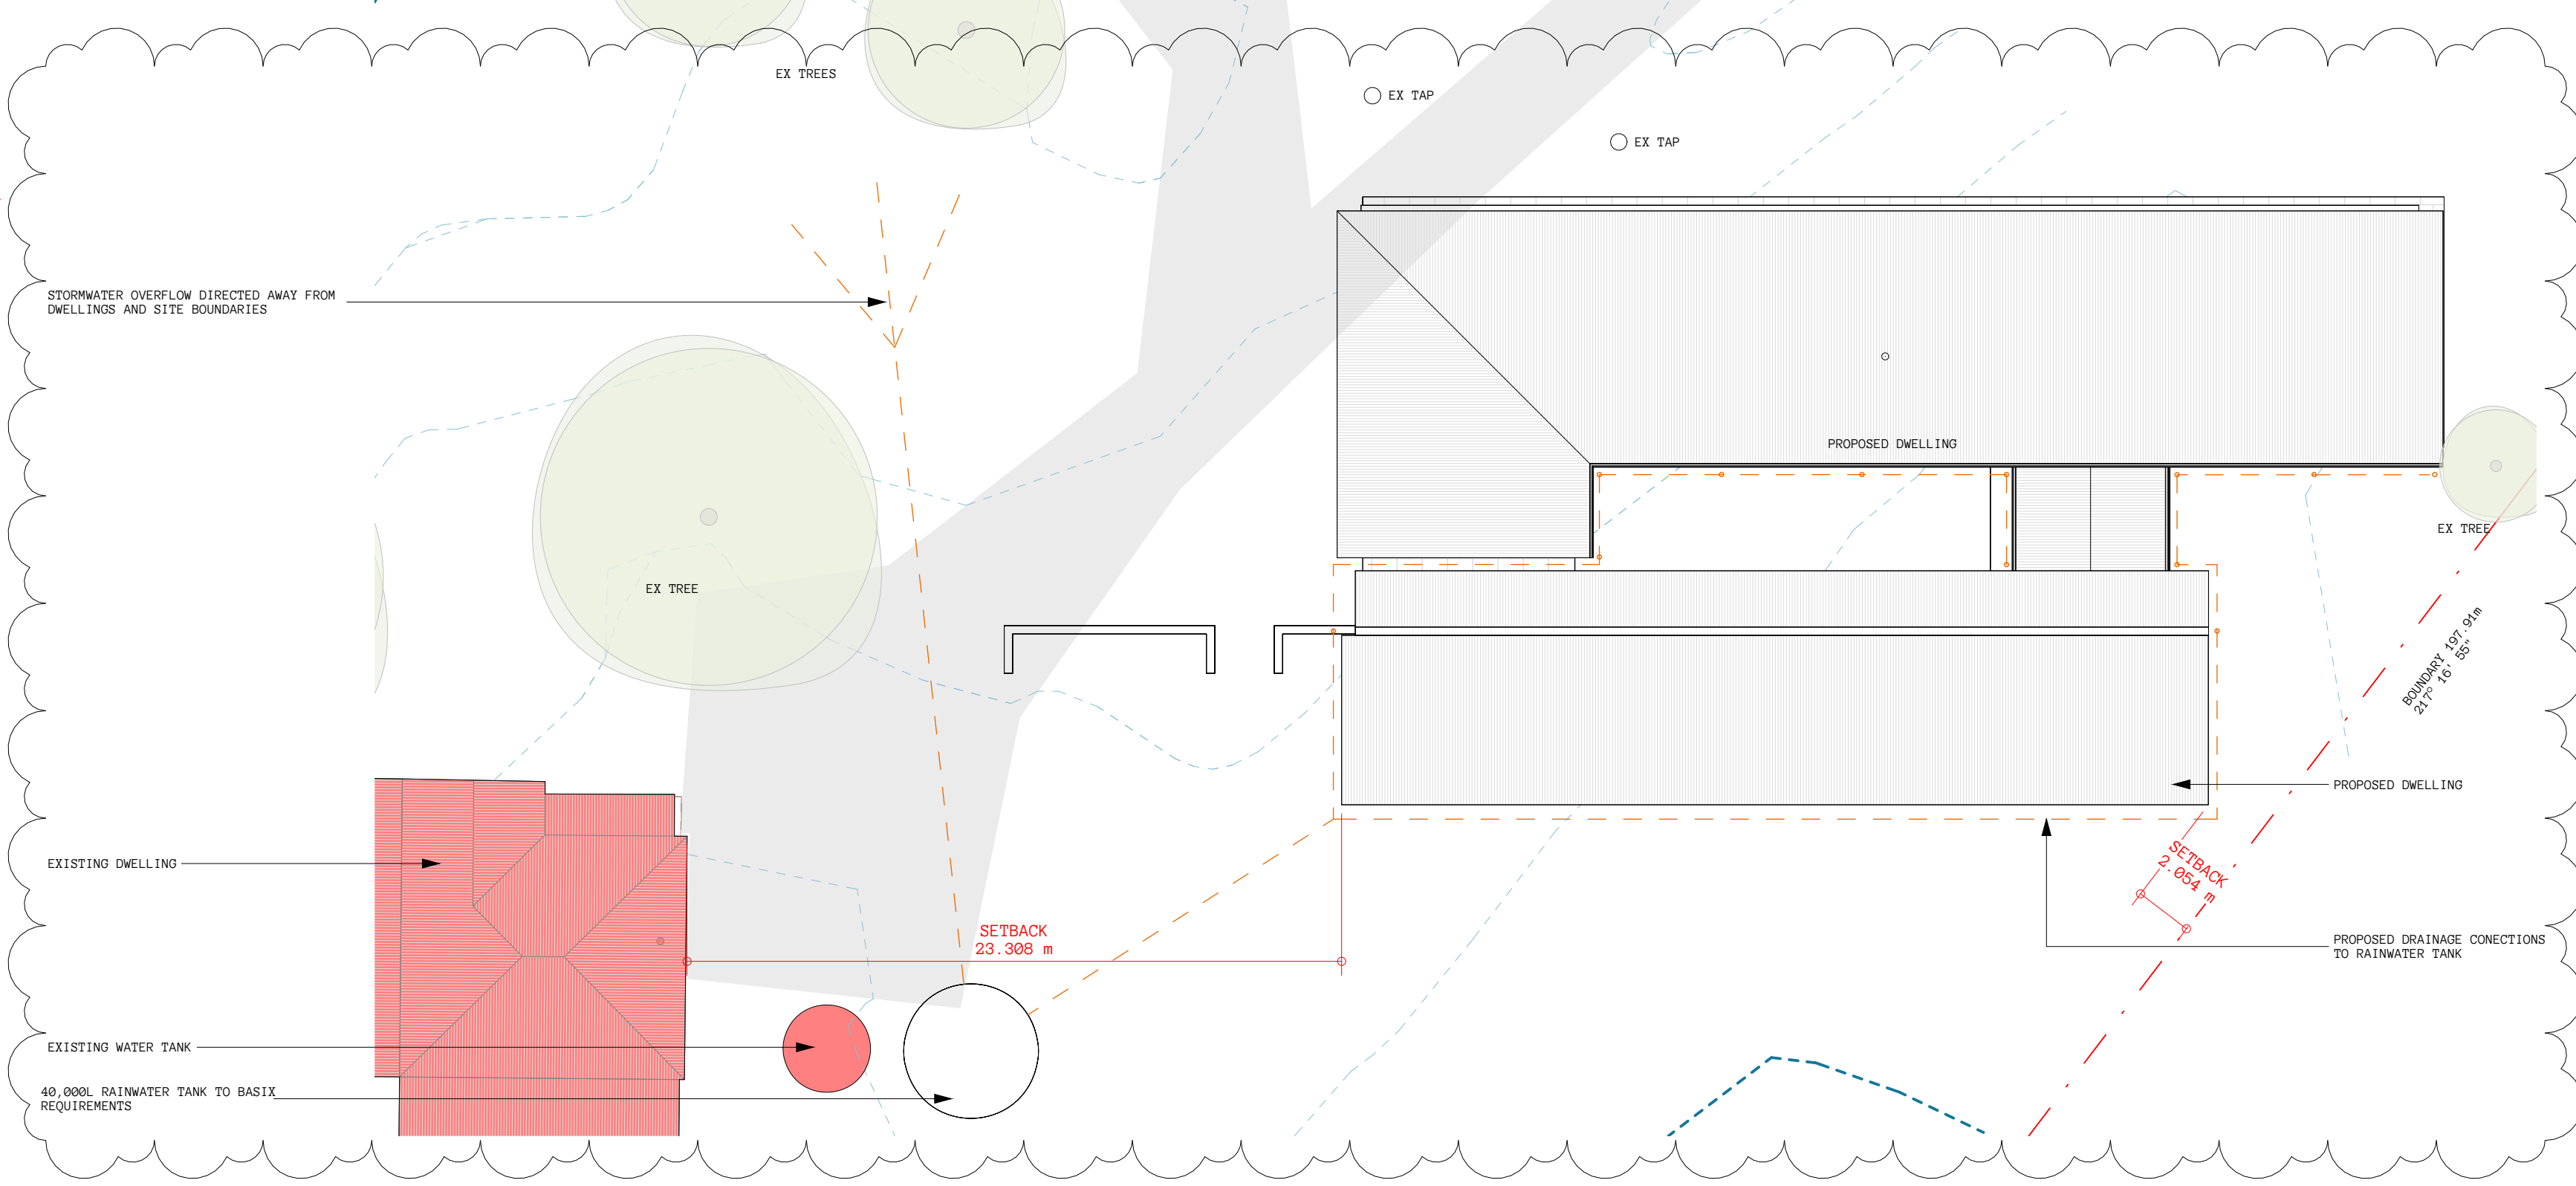 EX TREES
EX TAP
EX TAP
STORMWATER OVERFLOW DIRECTED AWAY FROM
DWELLINGS AND SITE BOUNDARIES
PROPOSED DWELLING
EX TREE
EX TREE
BOUNDARY 197.91m
217° 16' 55"
PROPOSED DWELLING
EXISTING DWELLING
SETBACK
2.054 m
SETBACK
23.308 m
PROPOSED DRAINAGE CONECTIONS
TO RAINWATER TANK
EXISTING WATER TANK
40,000L RAINWATER TANK TO BASIX
REQUIREMENTS